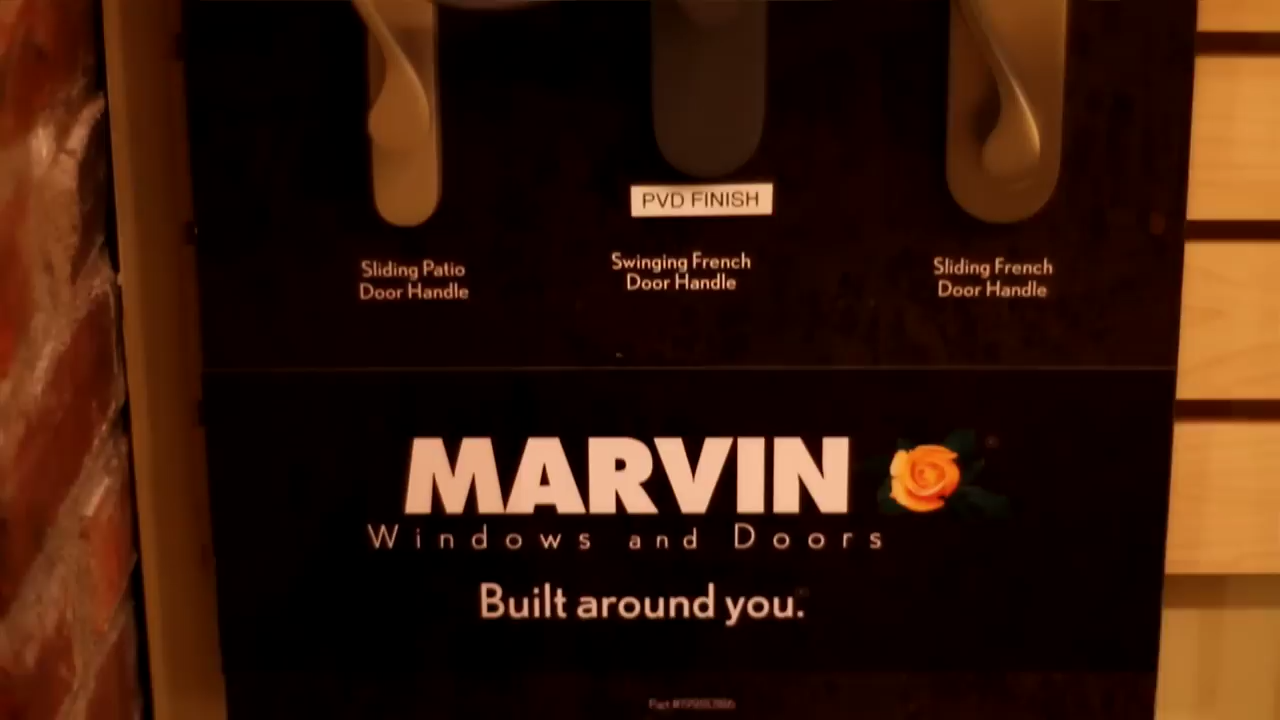 PVD FINISH
Sliding Patio
Door Handle
Swinging French
Door Handle
Sliding French
Door Handle
MARVIN
Windows and Doors
Built around you.